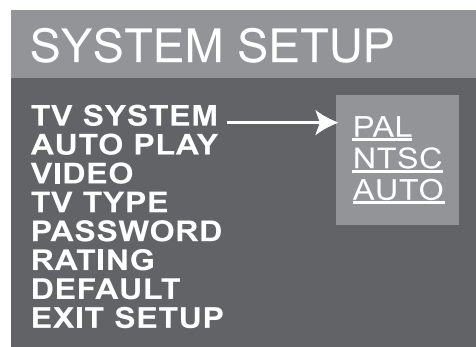 SYSTEM SETUP
TV SYSTEM
AUTO PLAY
VIDEO
TV TYPE
PASSWORD
RATING
DEFAULT
EXIT SETUP
PAL
NTSC
AUTO